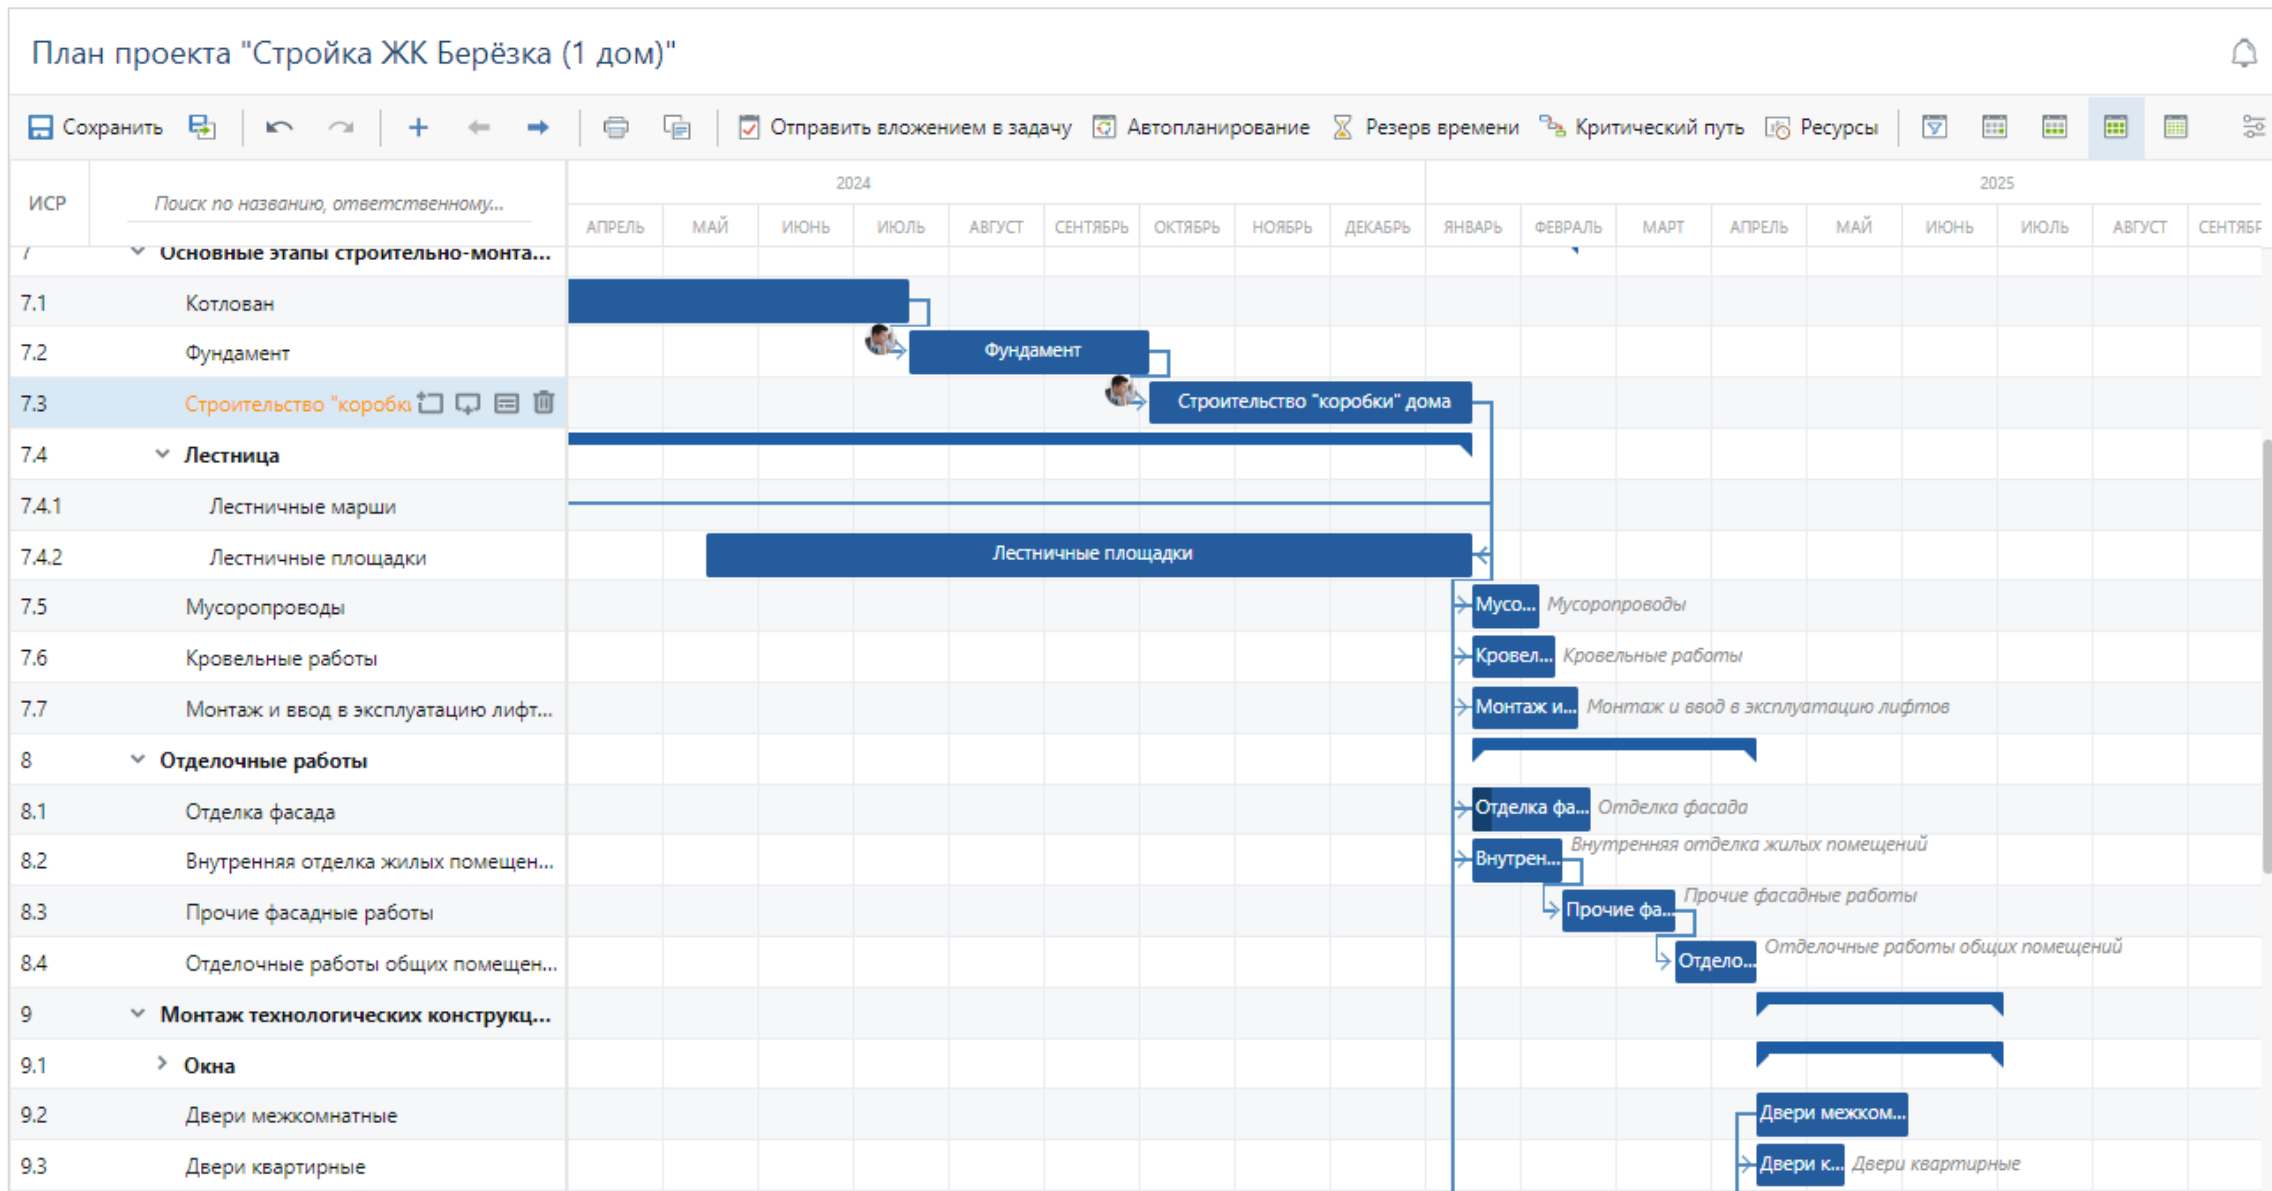 План проекта "Стройка ЖК Берёзка (1 дом)"
Сохранить Отправить вложением в задачу Автопланирование Резерв времени Критический путь Ресурсы
ИСР Поиск по названию, ответственному...
2024 2025
АПРЕЛЬ МАЙ ИЮНЬ ИЮЛЬ АВГУСТ СЕНТЯБРЬ ОКТЯБРЬ НОЯБРЬ ДЕКАБРЬ ЯНВАРЬ ФЕВРАЛЬ МАРТ АПРЕЛЬ МАЙ ИЮНЬ ИЮЛЬ АВГУСТ СЕНТЯБР
7 Основные этапы строительно-монта...
7.1 Котлован
7.2 Фундамент Фундамент
7.3 Строительство "коробки Строительство "коробки" дома
7.4 Лестница
7.4.1 Лестничные марши
7.4.2 Лестничные площадки Лестничные площадки
7.5 Мусоропроводы Мусо... Мусоропроводы
7.6 Кровельные работы Кровел... Кровельные работы
7.7 Монтаж и ввод в эксплуатацию лифт... Монтаж и... Монтаж и ввод в эксплуатацию лифтов
8 Отделочные работы
8.1 Отделка фасада Отделка фа... Отделка фасада
8.2 Внутренняя отделка жилых помещен... Внутрен... Внутренняя отделка жилых помещений
8.3 Прочие фасадные работы Прочие фа... Прочие фасадные работы
8.4 Отделочные работы общих помещен... Отдело... Отделочные работы общих помещений
9 Монтаж технологических конструкц...
9.1 Окна
9.2 Двери межкомнатные Двери межком...
9.3 Двери квартирные Двери к... Двери квартирные